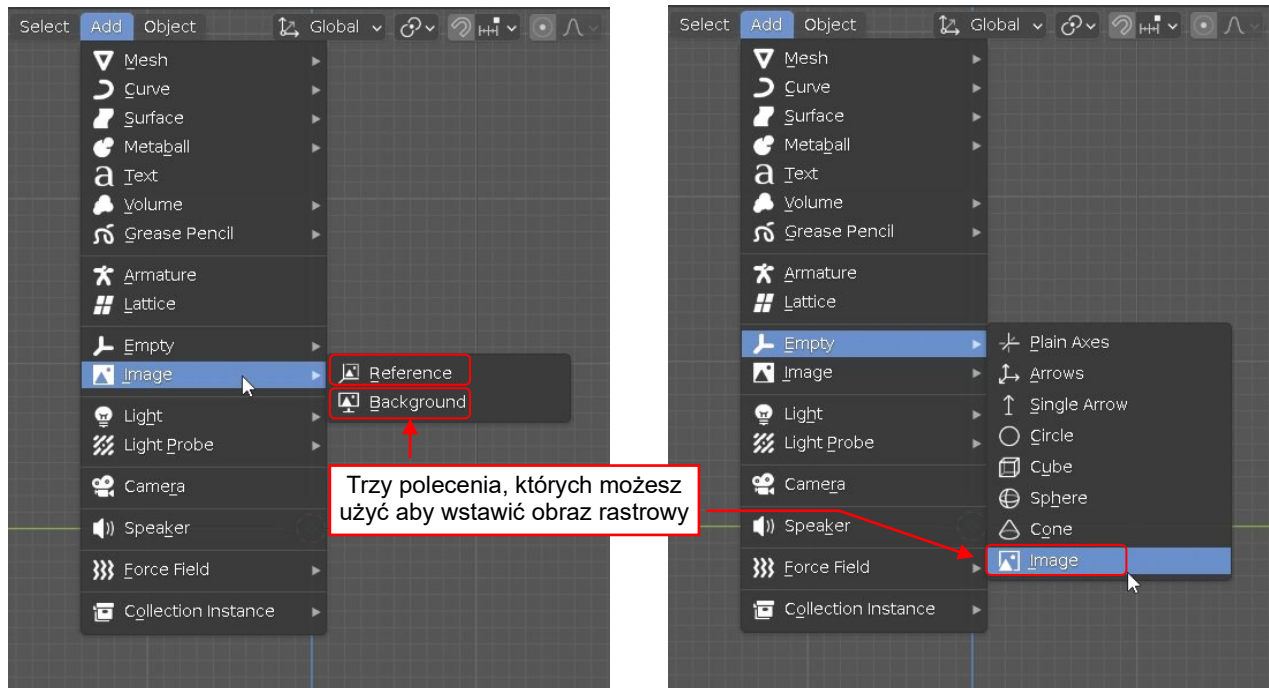 Select Add Object Global
Mesh
Curve
Surface
Metaball
Text
Volume
Grease Pencil
Armature
Lattice
Empty
Image
Reference
Background
Light
Light Probe
Camera
Speaker
Force Field
Collection Instance
Trzy polecenia, których możesz
użyć aby wstawić obraz rastrowy
Select Add Object Global
Mesh
Curve
Surface
Metaball
Text
Volume
Grease Pencil
Armature
Lattice
Empty
Image
Light
Light Probe
Camera
Speaker
Force Field
Collection Instance
Plain Axes
Arrows
Single Arrow
Circle
Cube
Sphere
Cone
Image